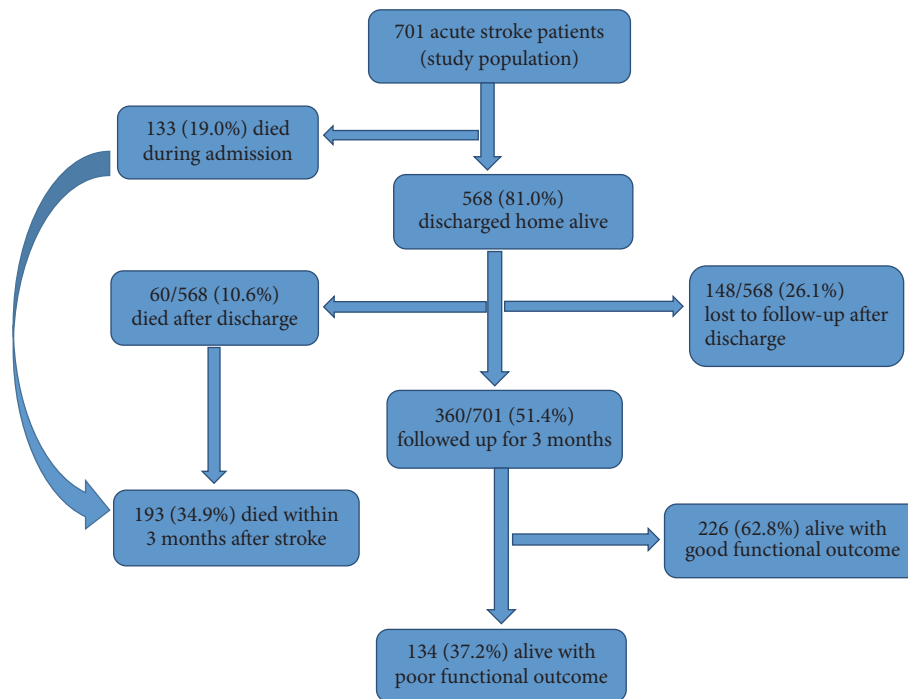 701 acute stroke patients
(study population)
133 (19.0%) died
during admission
568 (81.0%)
discharged home alive
60/568 (10.6%)
died after discharge
148/568 (26.1%)
lost to follow-up after
discharge
360/701 (51.4%)
followed up for 3 months
193 (34.9%) died within
3 months after stroke
226 (62.8%) alive with
good functional outcome
134 (37.2%) alive with
poor functional outcome